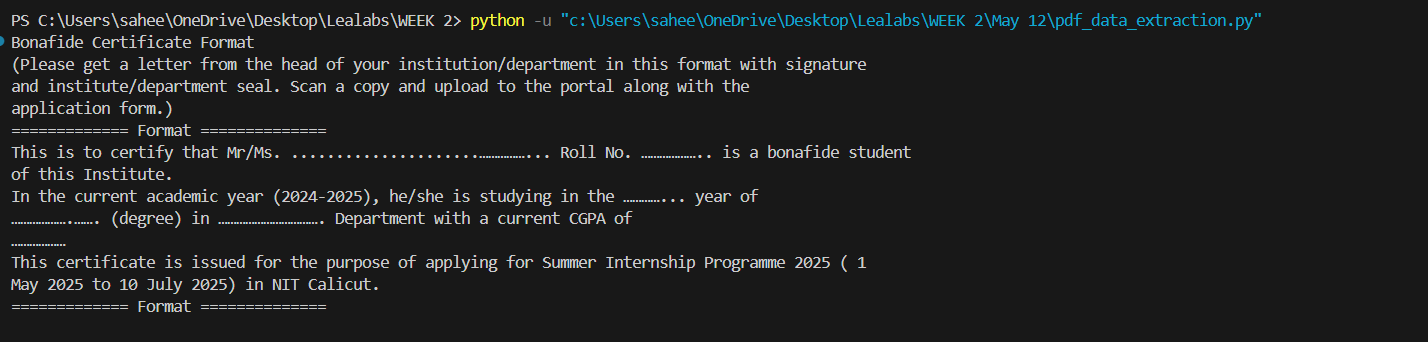 PS C:\Users\sahee\OneDrive\Desktop\Lealabs\WEEK 2> python -u "c:\Users\sahee\OneDrive\Desktop\Lealabs\WEEK 2\May 12\pdf_data_extraction.py"
Bonafide Certificate Format
(Please get a letter from the head of your institution/department in this format with signature
and institute/department seal. Scan a copy and upload to the portal along with the
application form.)
============= Format ==============
This is to certify that Mr/Ms. ......................……………... Roll No. ……………….. is a bonafide student
of this Institute.
In the current academic year (2024-2025), he/she is studying in the …………... year of
……………….……. (degree) in ……………………………. Department with a current CGPA of
………………
This certificate is issued for the purpose of applying for Summer Internship Programme 2025 ( 1
May 2025 to 10 July 2025) in NIT Calicut.
============= Format ==============